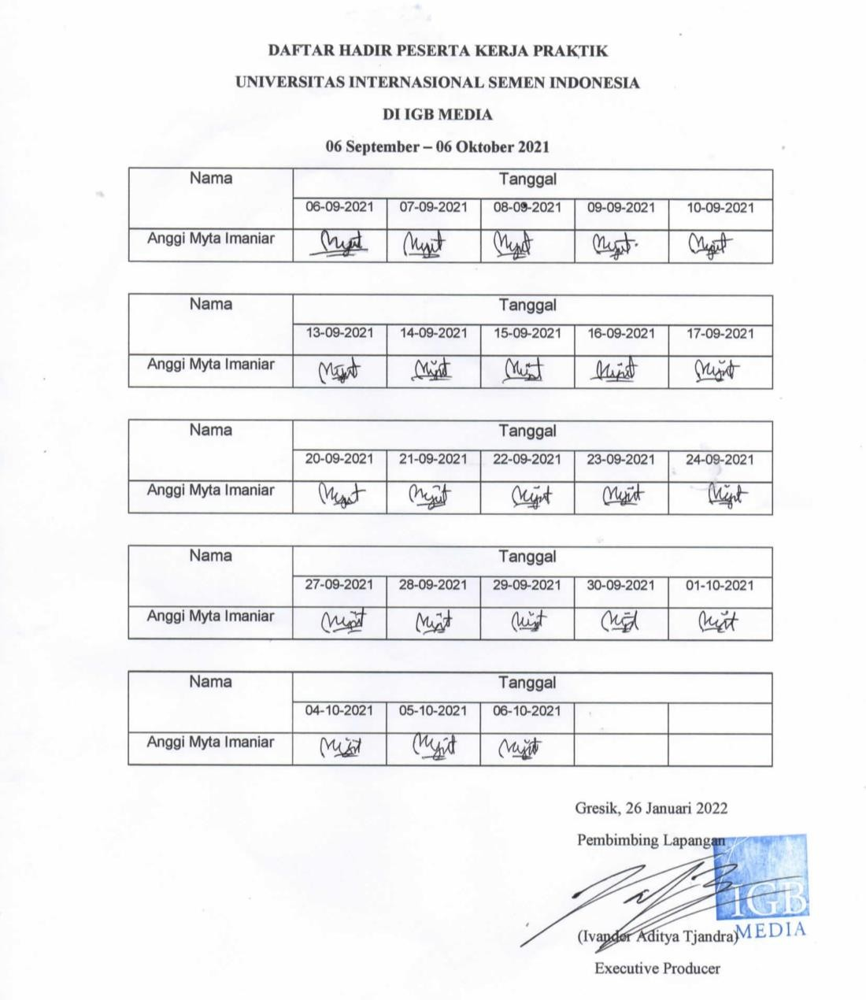 DAFTAR HADIR PESERTA KERJA PRAKTIK
UNIVERSITAS INTERNASIONAL SEMEN INDONESIA
DI IGB MEDIA
06 September – 06 Oktober 2021
Nama Tanggal
06-09-2021 07-09-2021 08-09-2021 09-09-2021 10-09-2021
Anggi Myta Imaniar
Nama Tanggal
13-09-2021 14-09-2021 15-09-2021 16-09-2021 17-09-2021
Anggi Myta Imaniar
Nama Tanggal
20-09-2021 21-09-2021 22-09-2021 23-09-2021 24-09-2021
Anggi Myta Imaniar
Nama Tanggal
27-09-2021 28-09-2021 29-09-2021 30-09-2021 01-10-2021
Anggi Myta Imaniar
Nama Tanggal
04-10-2021 05-10-2021 06-10-2021
Anggi Myta Imaniar
Gresik, 26 Januari 2022
Pembimbing Lapangan
IGB
MEDIA
(Ivander Aditya Tjandra)
Executive Producer